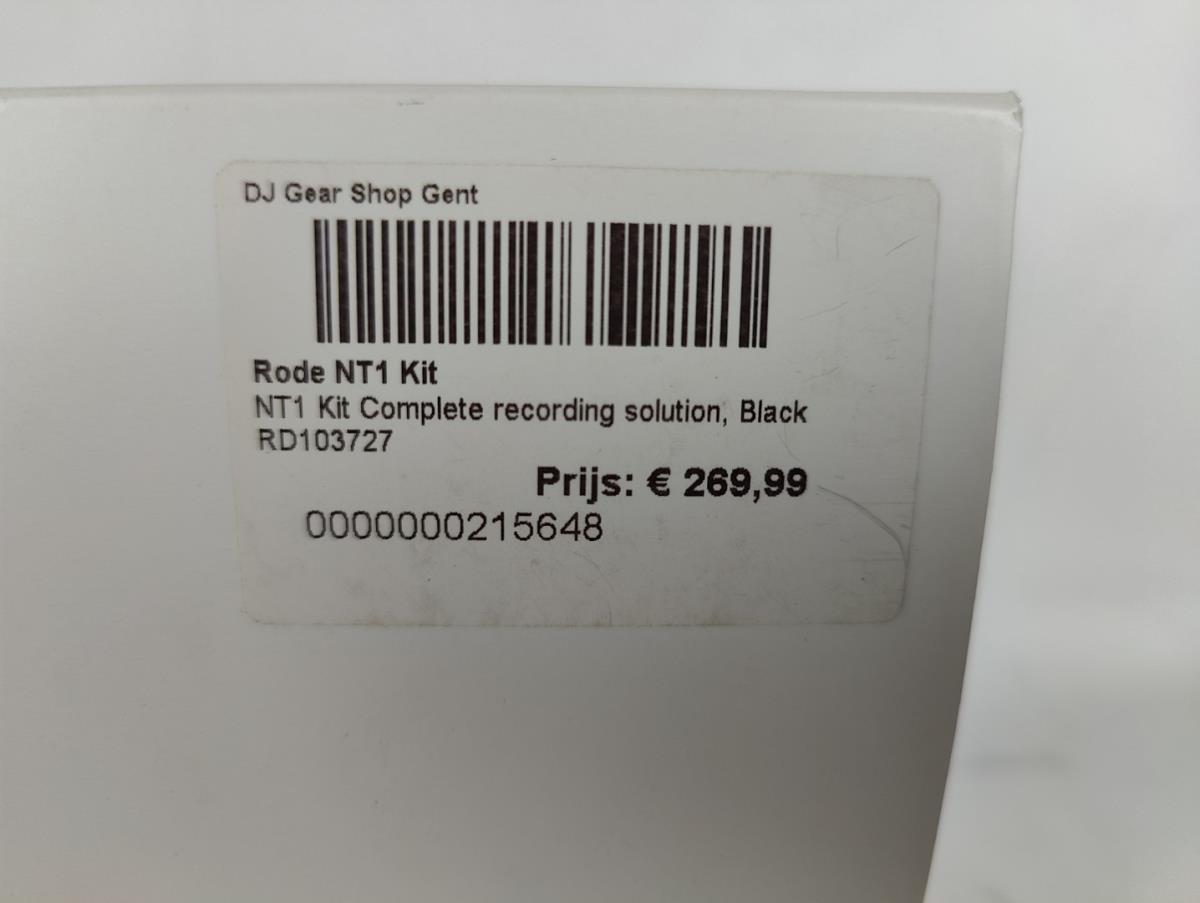 DJ Gear Shop Gent
Rode NT1 Kit
NT1 Kit Complete recording solution, Black
RD103727
Prijs: € 269,99
0000000215648